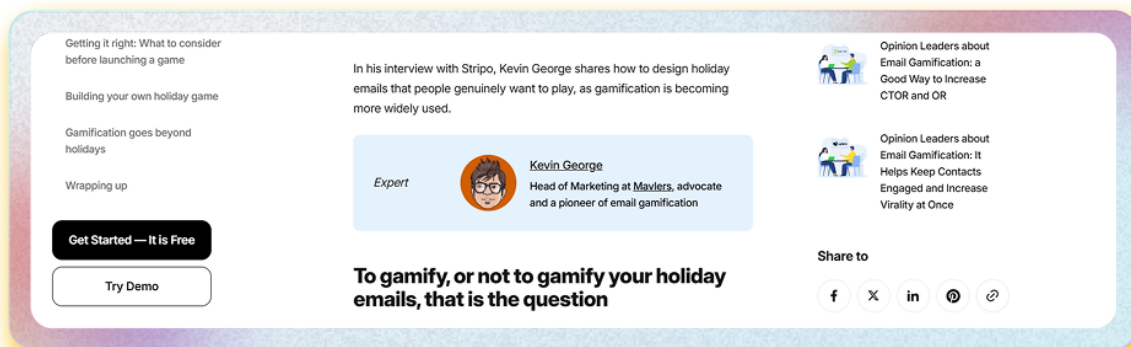 Getting it right: What to consider
before launching a game
Building your own holiday game
Gamification goes beyond
holidays
Wrapping up
Get Started — It is Free
Try Demo
In his interview with Stripo, Kevin George shares how to design holiday
emails that people genuinely want to play, as gamification is becoming
more widely used.
Expert
Kevin George
Head of Marketing at Mavlers, advocate
and a pioneer of email gamification
To gamify, or not to gamify your holiday
emails, that is the question
Opinion Leaders about
Email Gamification: a
Good Way to Increase
CTOR and OR
Opinion Leaders about
Email Gamification: It
Helps Keep Contacts
Engaged and Increase
Virality at Once
Share to